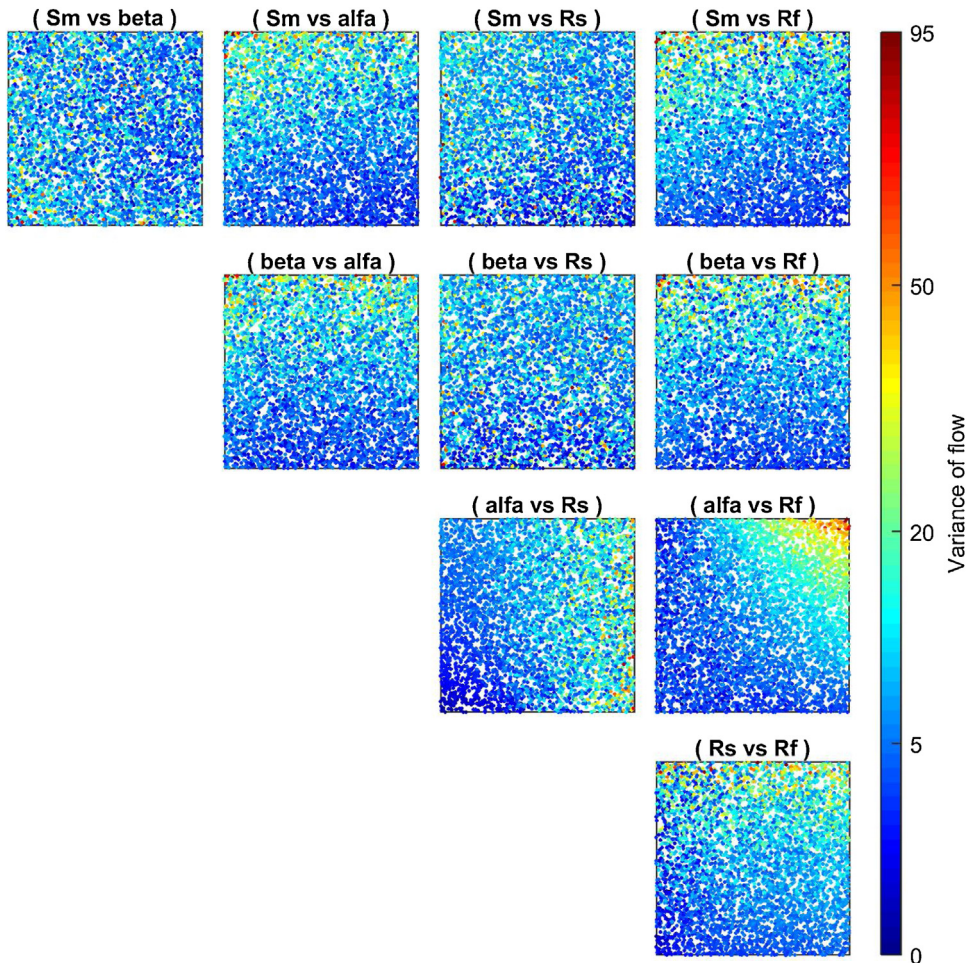 ( Sm vs beta )
( Sm vs alfa )
( Sm vs Rs )
( Sm vs Rf )
95
( beta vs alfa )
( beta vs Rs )
( beta vs Rf )
50
( alfa vs Rs )
( alfa vs Rf )
20
Variance of flow
( Rs vs Rf )
5
0